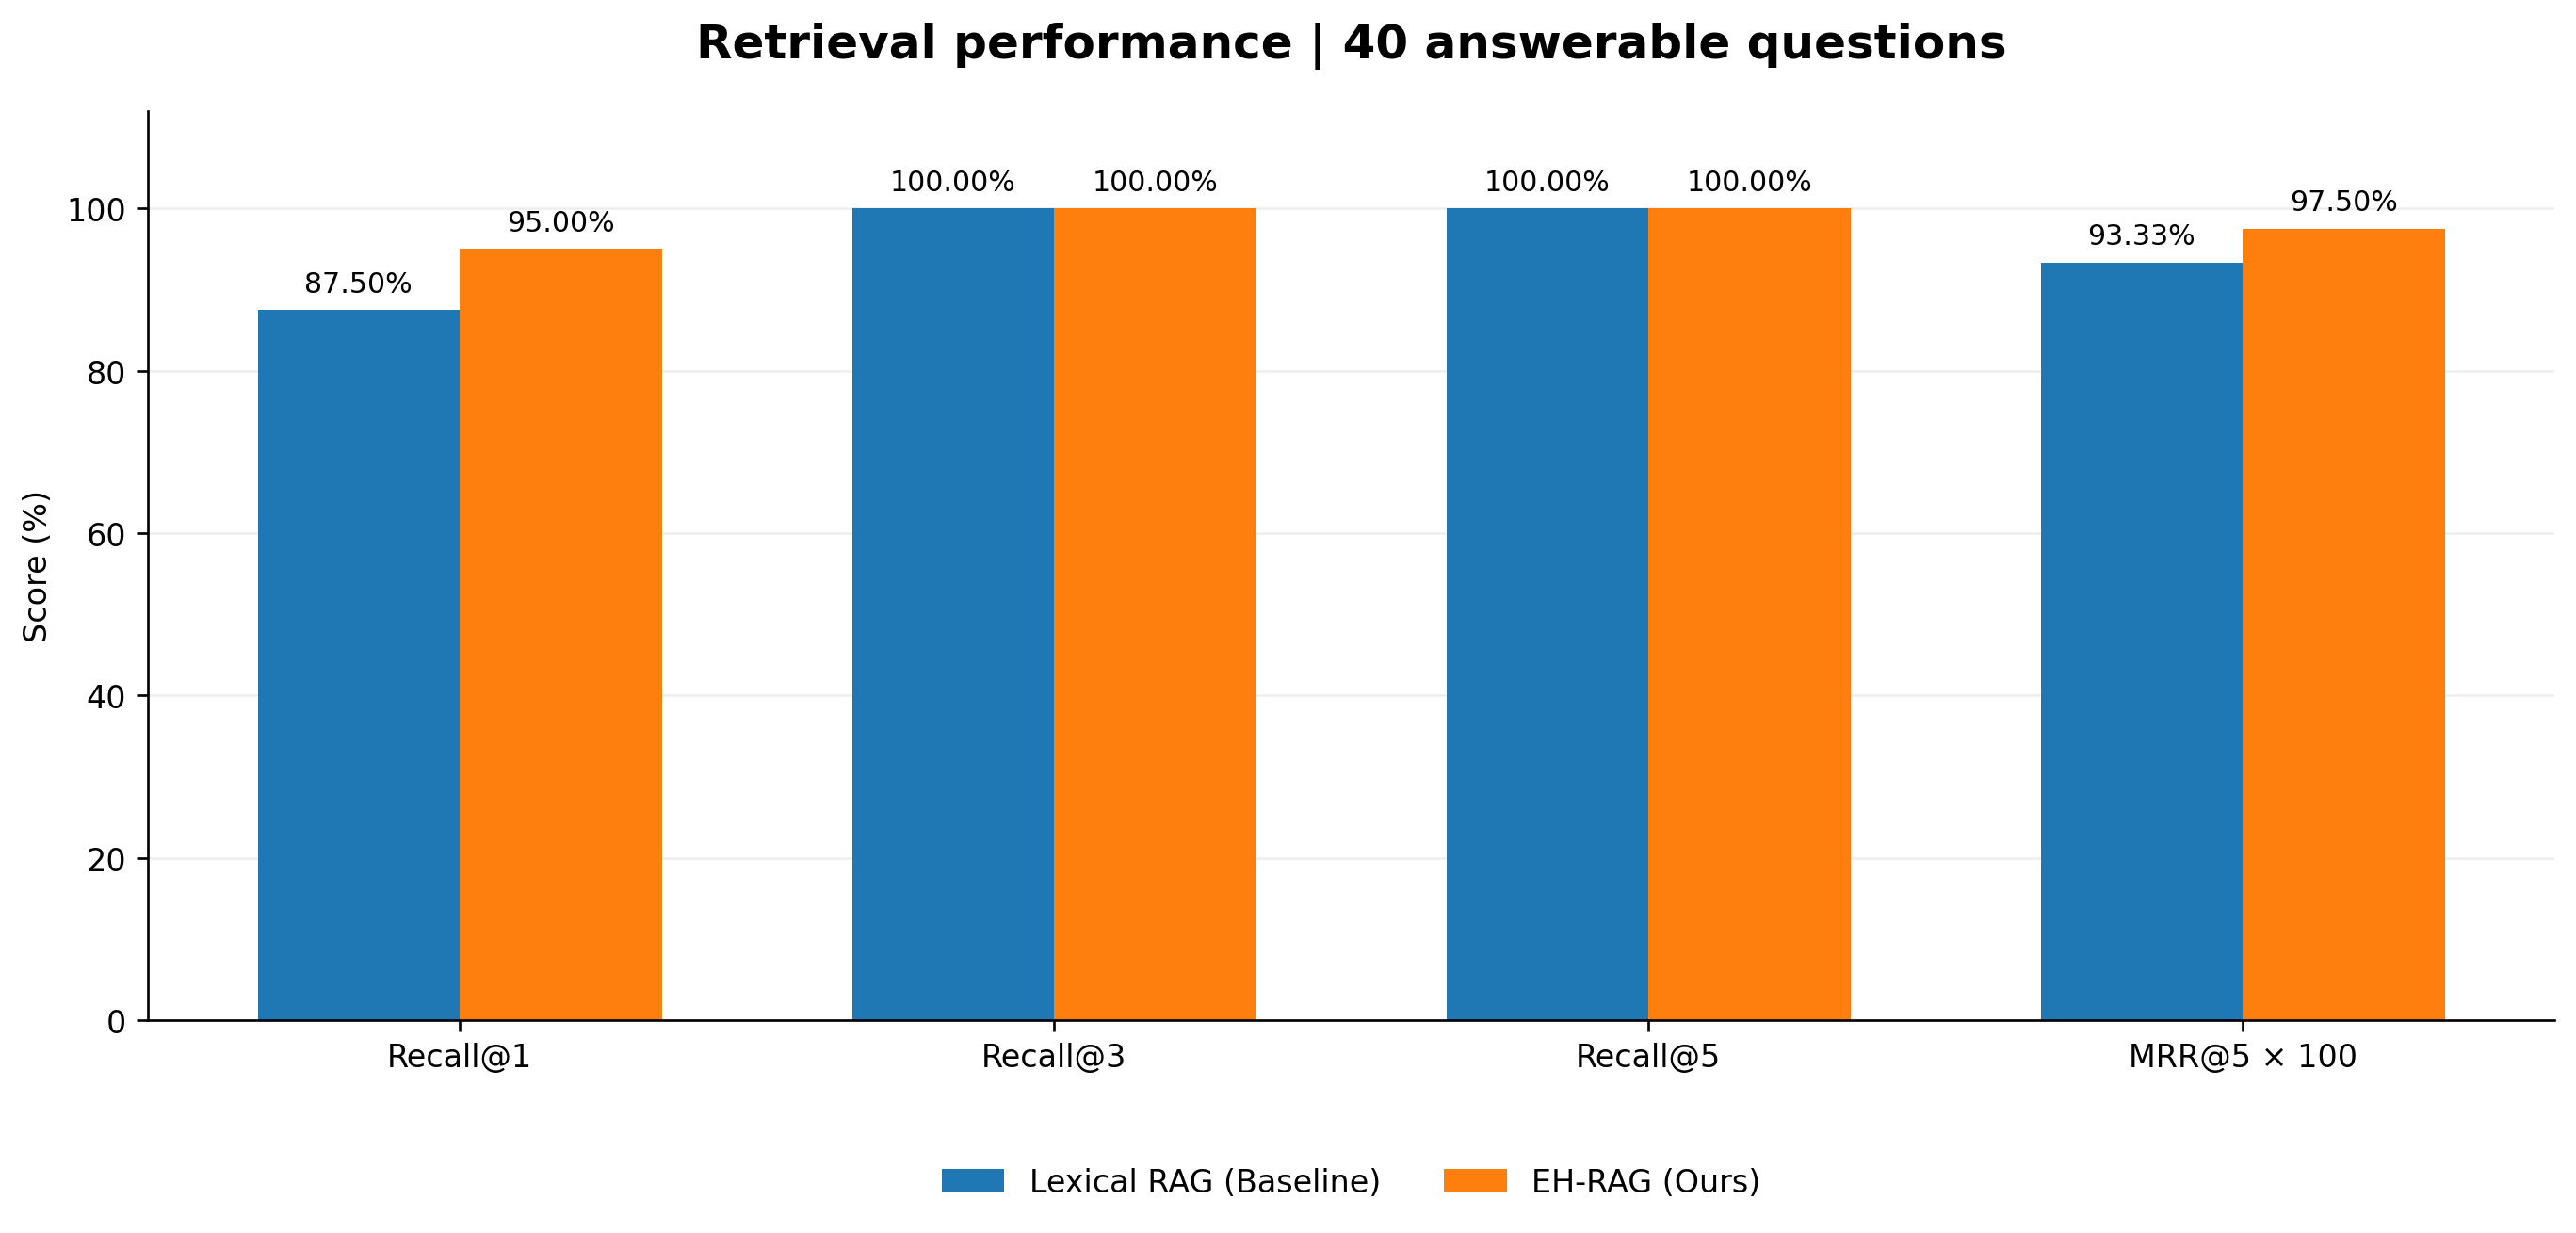 Retrieval performance | 40 answerable questions
Score (%)
100
80
60
40
20
0
87.50%
95.00%
100.00%
100.00%
100.00%
100.00%
93.33%
97.50%
Recall@1
Recall@3
Recall@5
MRR@5 × 100
Lexical RAG (Baseline)
EH-RAG (Ours)